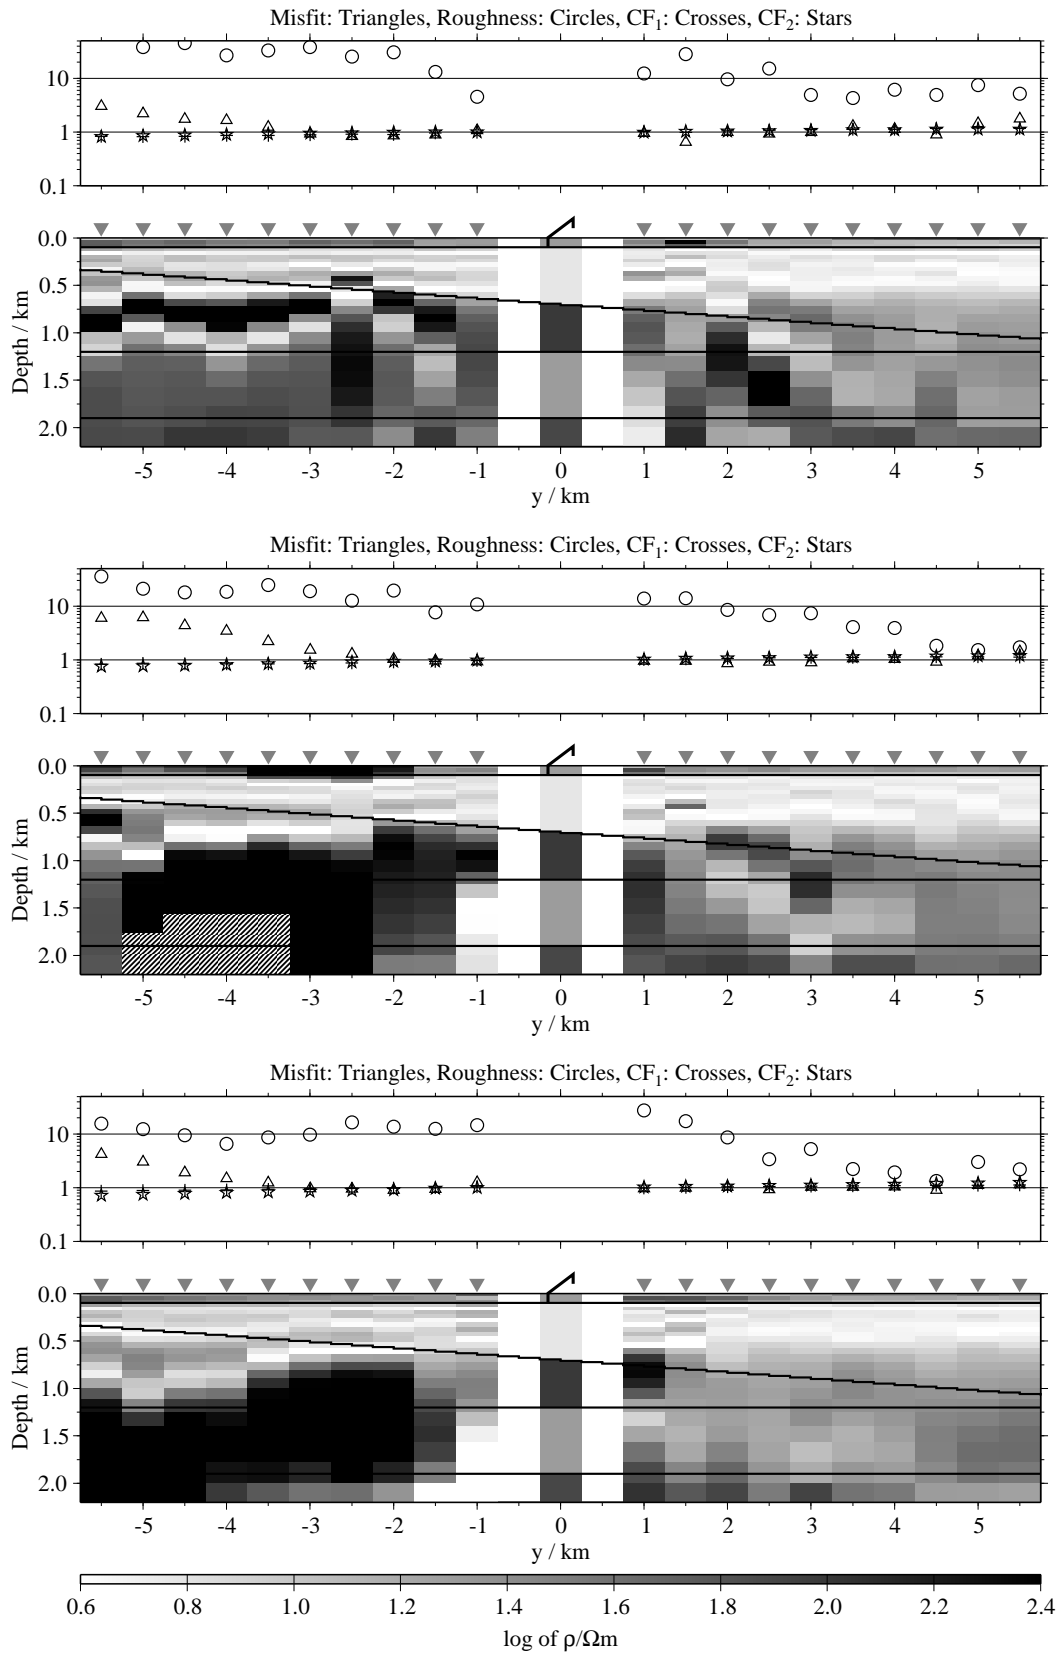 Misfit: Triangles, Roughness: Circles, CF₁: Crosses, CF₂: Stars
10
1
0.1
0.0
0.5
1.0
1.5
2.0
Depth / km
-5 -4 -3 -2 -1 0 1 2 3 4 5
y / km
Misfit: Triangles, Roughness: Circles, CF₁: Crosses, CF₂: Stars
10
1
0.1
0.0
0.5
1.0
1.5
2.0
Depth / km
-5 -4 -3 -2 -1 0 1 2 3 4 5
y / km
Misfit: Triangles, Roughness: Circles, CF₁: Crosses, CF₂: Stars
10
1
0.1
0.0
0.5
1.0
1.5
2.0
Depth / km
-5 -4 -3 -2 -1 0 1 2 3 4 5
y / km
0.6 0.8 1.0 1.2 1.4 1.6 1.8 2.0 2.2 2.4
log of ρ/Ωm